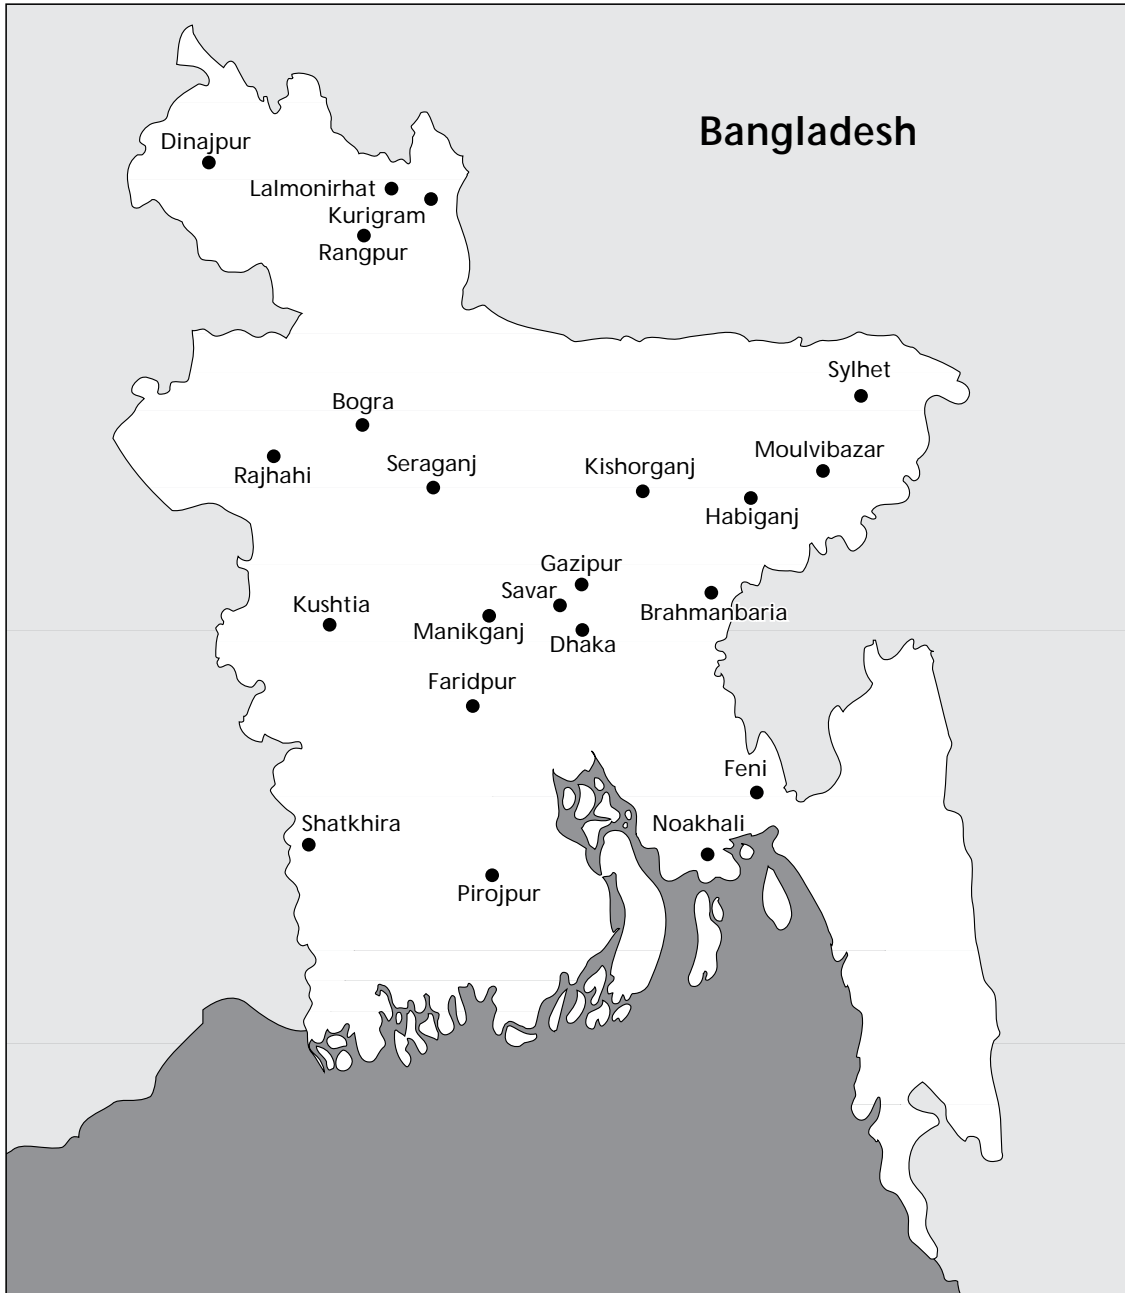 Bangladesh
Dinajpur
Lalmonirhat
Kurigram
Rangpur
Sylhet
Bogra
Moulvibazar
Seraganj
Kishorganj
Rajhahi
Habiganj
Gazipur
Savar
Kushtia
Brahmanbaria
Manikganj
Dhaka
Faridpur
Feni
Shatkhira
Noakhali
Pirojpur